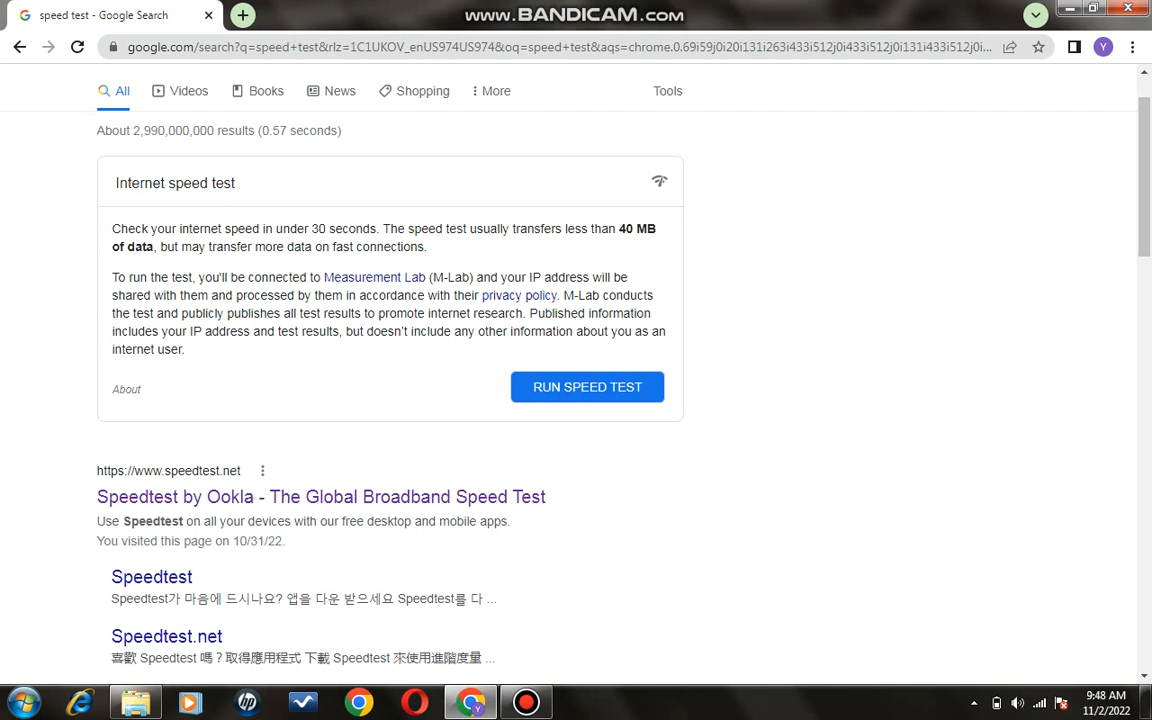 speed test - Google Search
www.BANDICAM.com
google.com/search?q=speed+test&rlz=1C1UKOV_enUS974US974&oq=speed+test&aqs=chrome.0.69i59j0i20i131i263i433i512j0i433i512j0i131i433i512j0i...
Y
All
Videos
Books
News
Shopping
More
Tools
About 2,990,000,000 results (0.57 seconds)
Internet speed test
Check your internet speed in under 30 seconds. The speed test usually transfers less than 40 MB
of data, but may transfer more data on fast connections.
To run the test, you'll be connected to Measurement Lab (M-Lab) and your IP address will be
shared with them and processed by them in accordance with their privacy policy. M-Lab conducts
the test and publicly publishes all test results to promote internet research. Published information
includes your IP address and test results, but doesn't include any other information about you as an
internet user.
About
RUN SPEED TEST
https://www.speedtest.net
Speedtest by Ookla - The Global Broadband Speed Test
Use Speedtest on all your devices with our free desktop and mobile apps.
You visited this page on 10/31/22.
Speedtest
Speedtest가 마음에 드시나요? 앱을 다운 받으세요 Speedtest를 다 ...
Speedtest.net
喜歡 Speedtest 嗎？取得應用程式 下載 Speedtest 來使用進階度量 ...
hp
Y
9:48 AM
11/2/2022